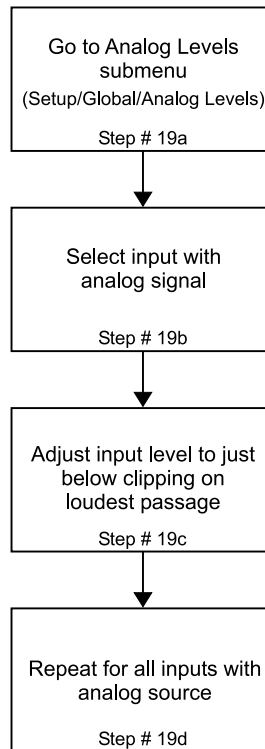 Go to Analog Levels
submenu
(Setup/Global/Analog Levels)
Step # 19a
Select input with
analog signal
Step # 19b
Adjust input level to just
below clipping on
loudest passage
Step # 19c
Repeat for all inputs with
analog source
Step # 19d